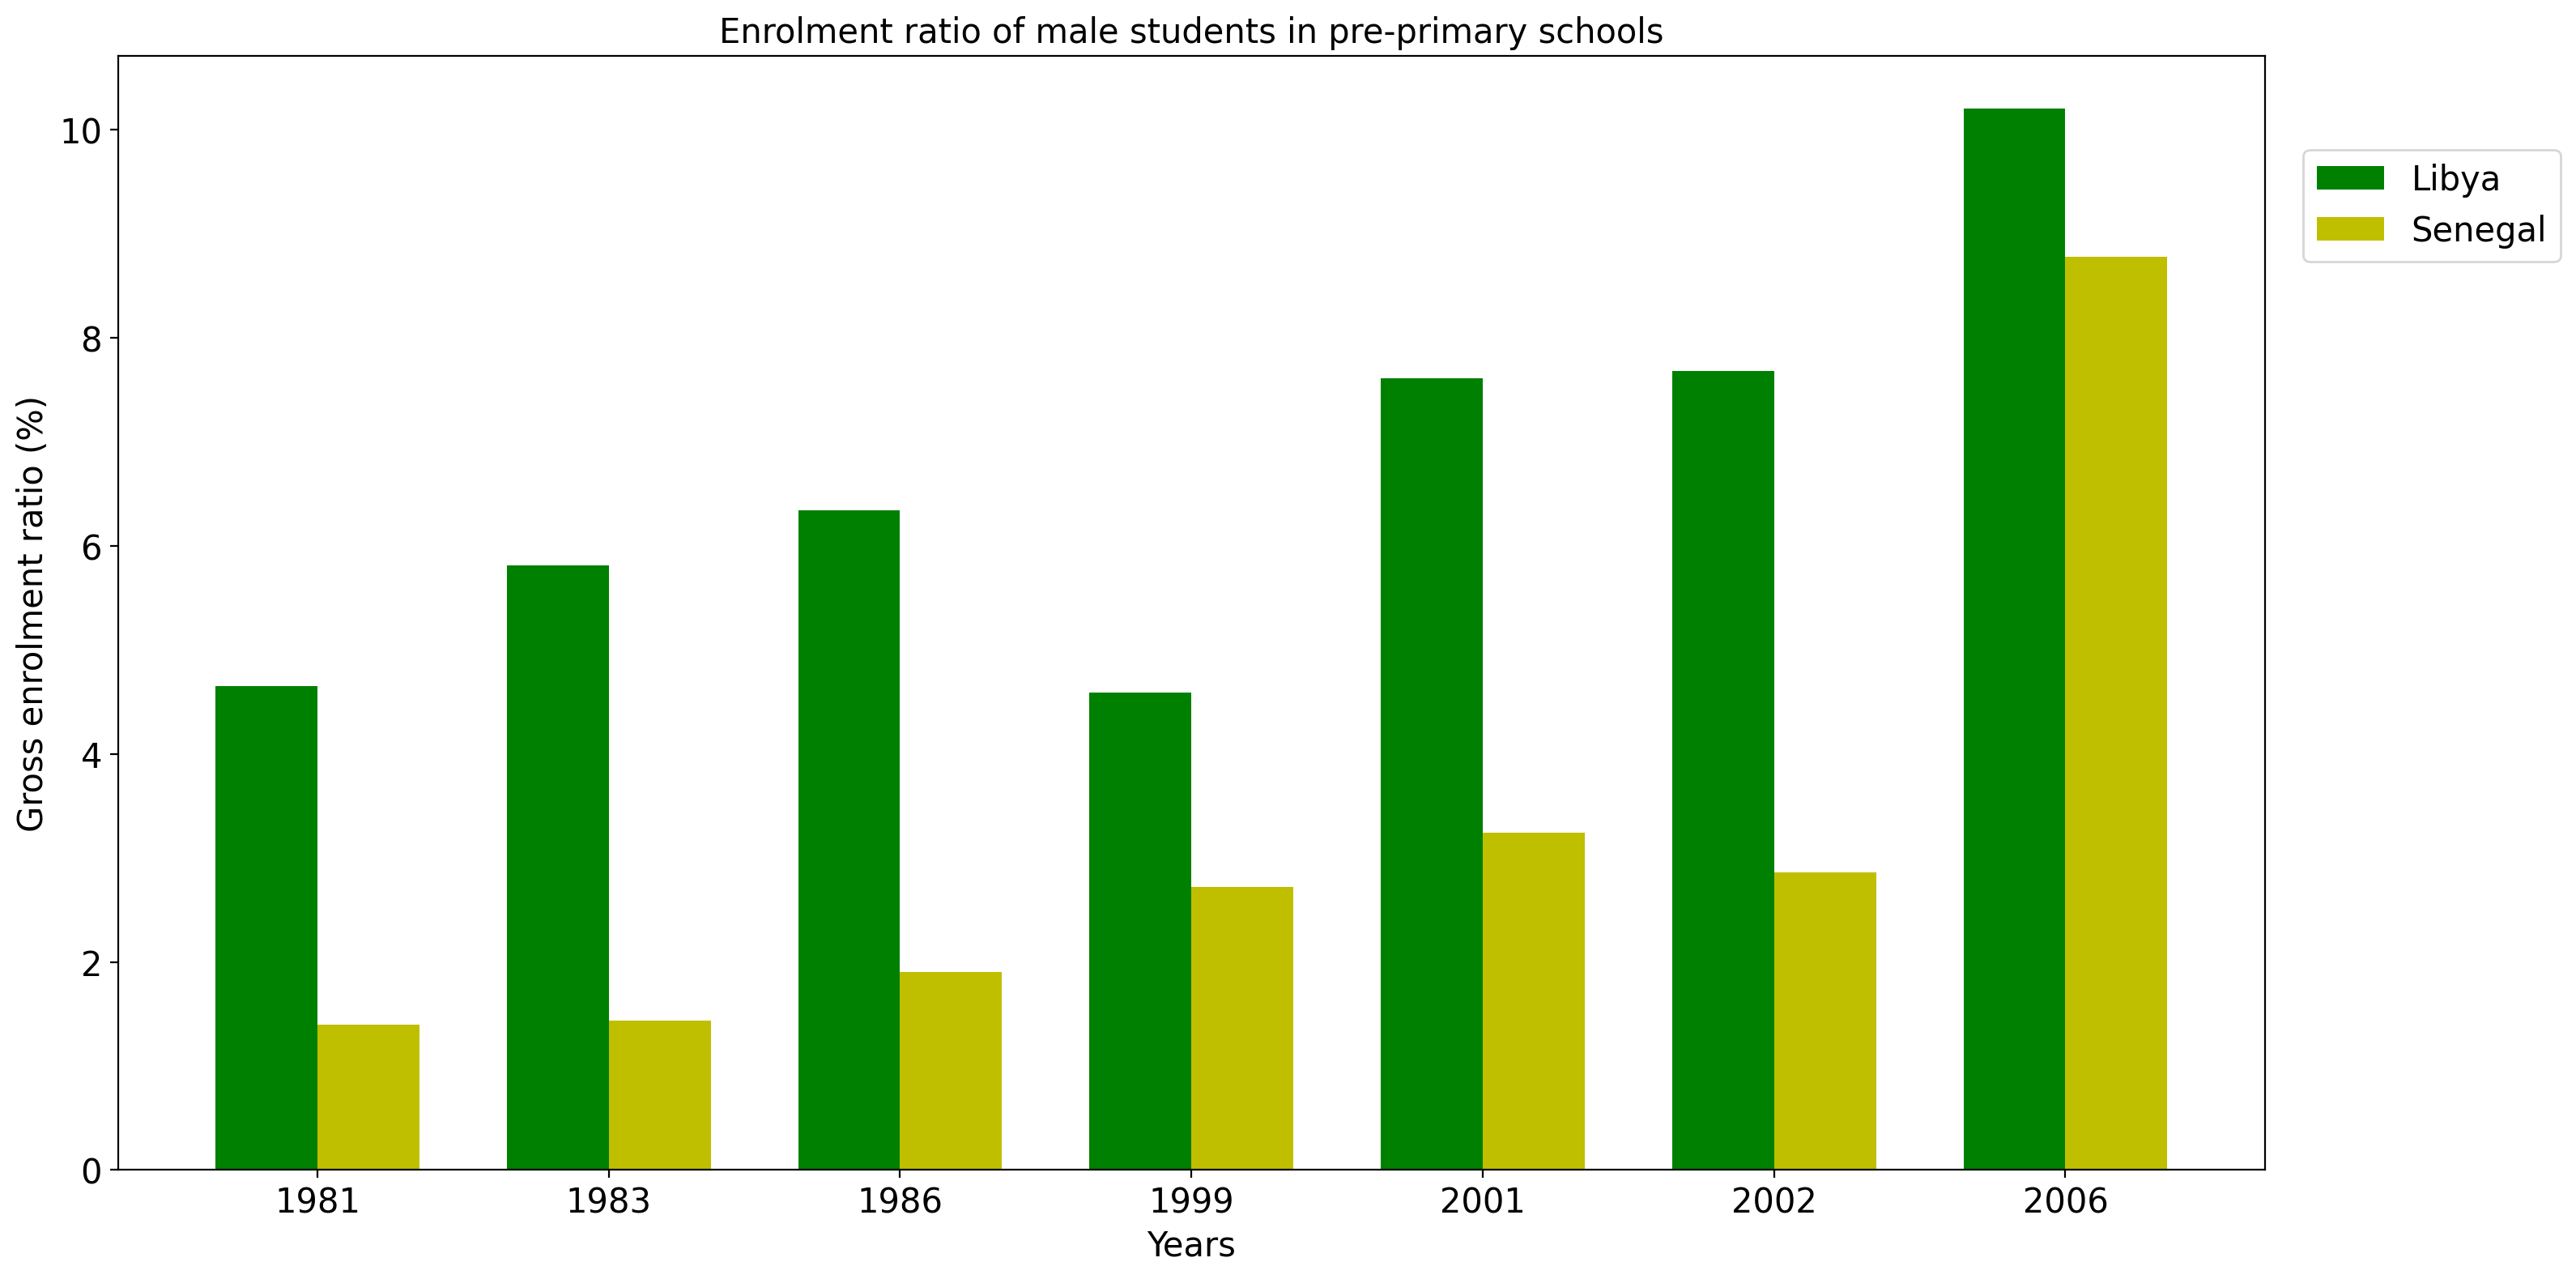 Enrolment ratio of male students in pre-primary schools
Gross enrolment ratio (%)
10
8
6
4
2
0
1981 1983 1986 1999 2001 2002 2006
Years
Libya
Senegal